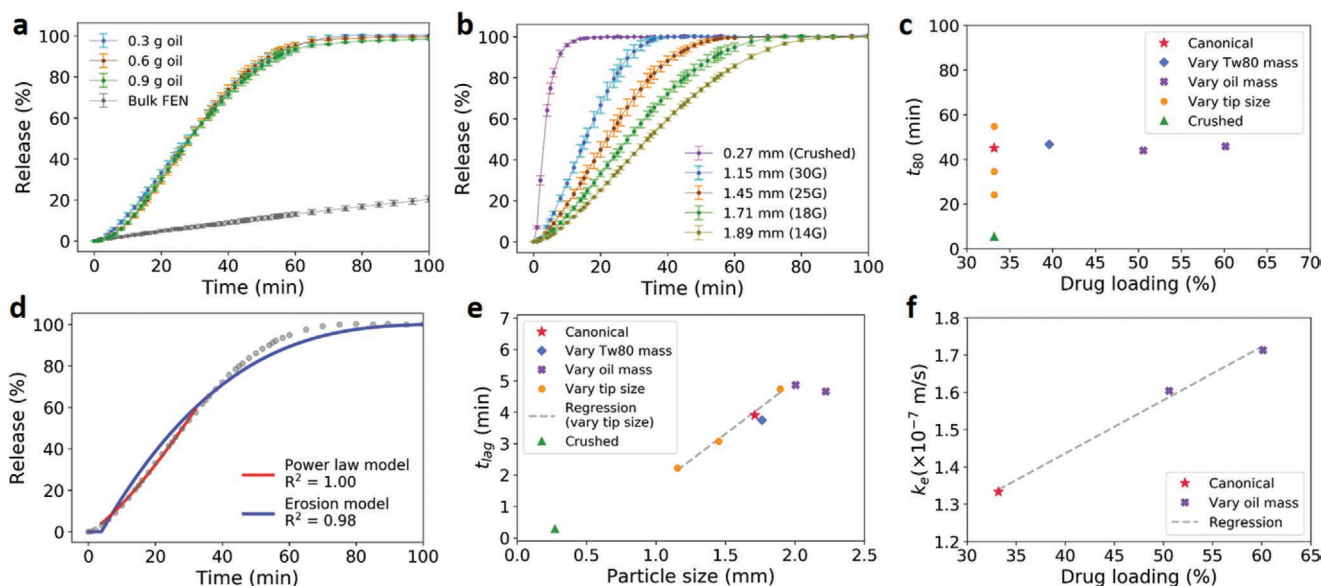 a
0.3 g oil
0.6 g oil
0.9 g oil
Bulk FEN
Release (%)
100
80
60
40
20
0
0 20 40 60 80 100
Time (min)
b
0.27 mm (Crushed)
1.15 mm (30G)
1.45 mm (25G)
1.71 mm (18G)
1.89 mm (14G)
Release (%)
100
80
60
40
20
0
0 20 40 60 80 100
Time (min)
c
Canonical
Vary Tw80 mass
Vary oil mass
Vary tip size
Crushed
t80 (min)
100
80
60
40
20
0
30 35 40 45 50 55 60 65 70
Drug loading (%)
d
Power law model
R² = 1.00
Erosion model
R² = 0.98
Release (%)
100
80
60
40
20
0
0 20 40 60 80 100
Time (min)
e
Canonical
Vary Tw80 mass
Vary oil mass
Vary tip size
Regression
(vary tip size)
Crushed
tlag (min)
7
6
5
4
3
2
1
0
0 0.5 1.0 1.5 2.0 2.5
Particle size (mm)
f
Canonical
Vary oil mass
Regression
ke(×10⁻⁷ m/s)
1.8
1.7
1.6
1.5
1.4
1.3
1.2
30 35 40 45 50 55 60 65
Drug loading (%)